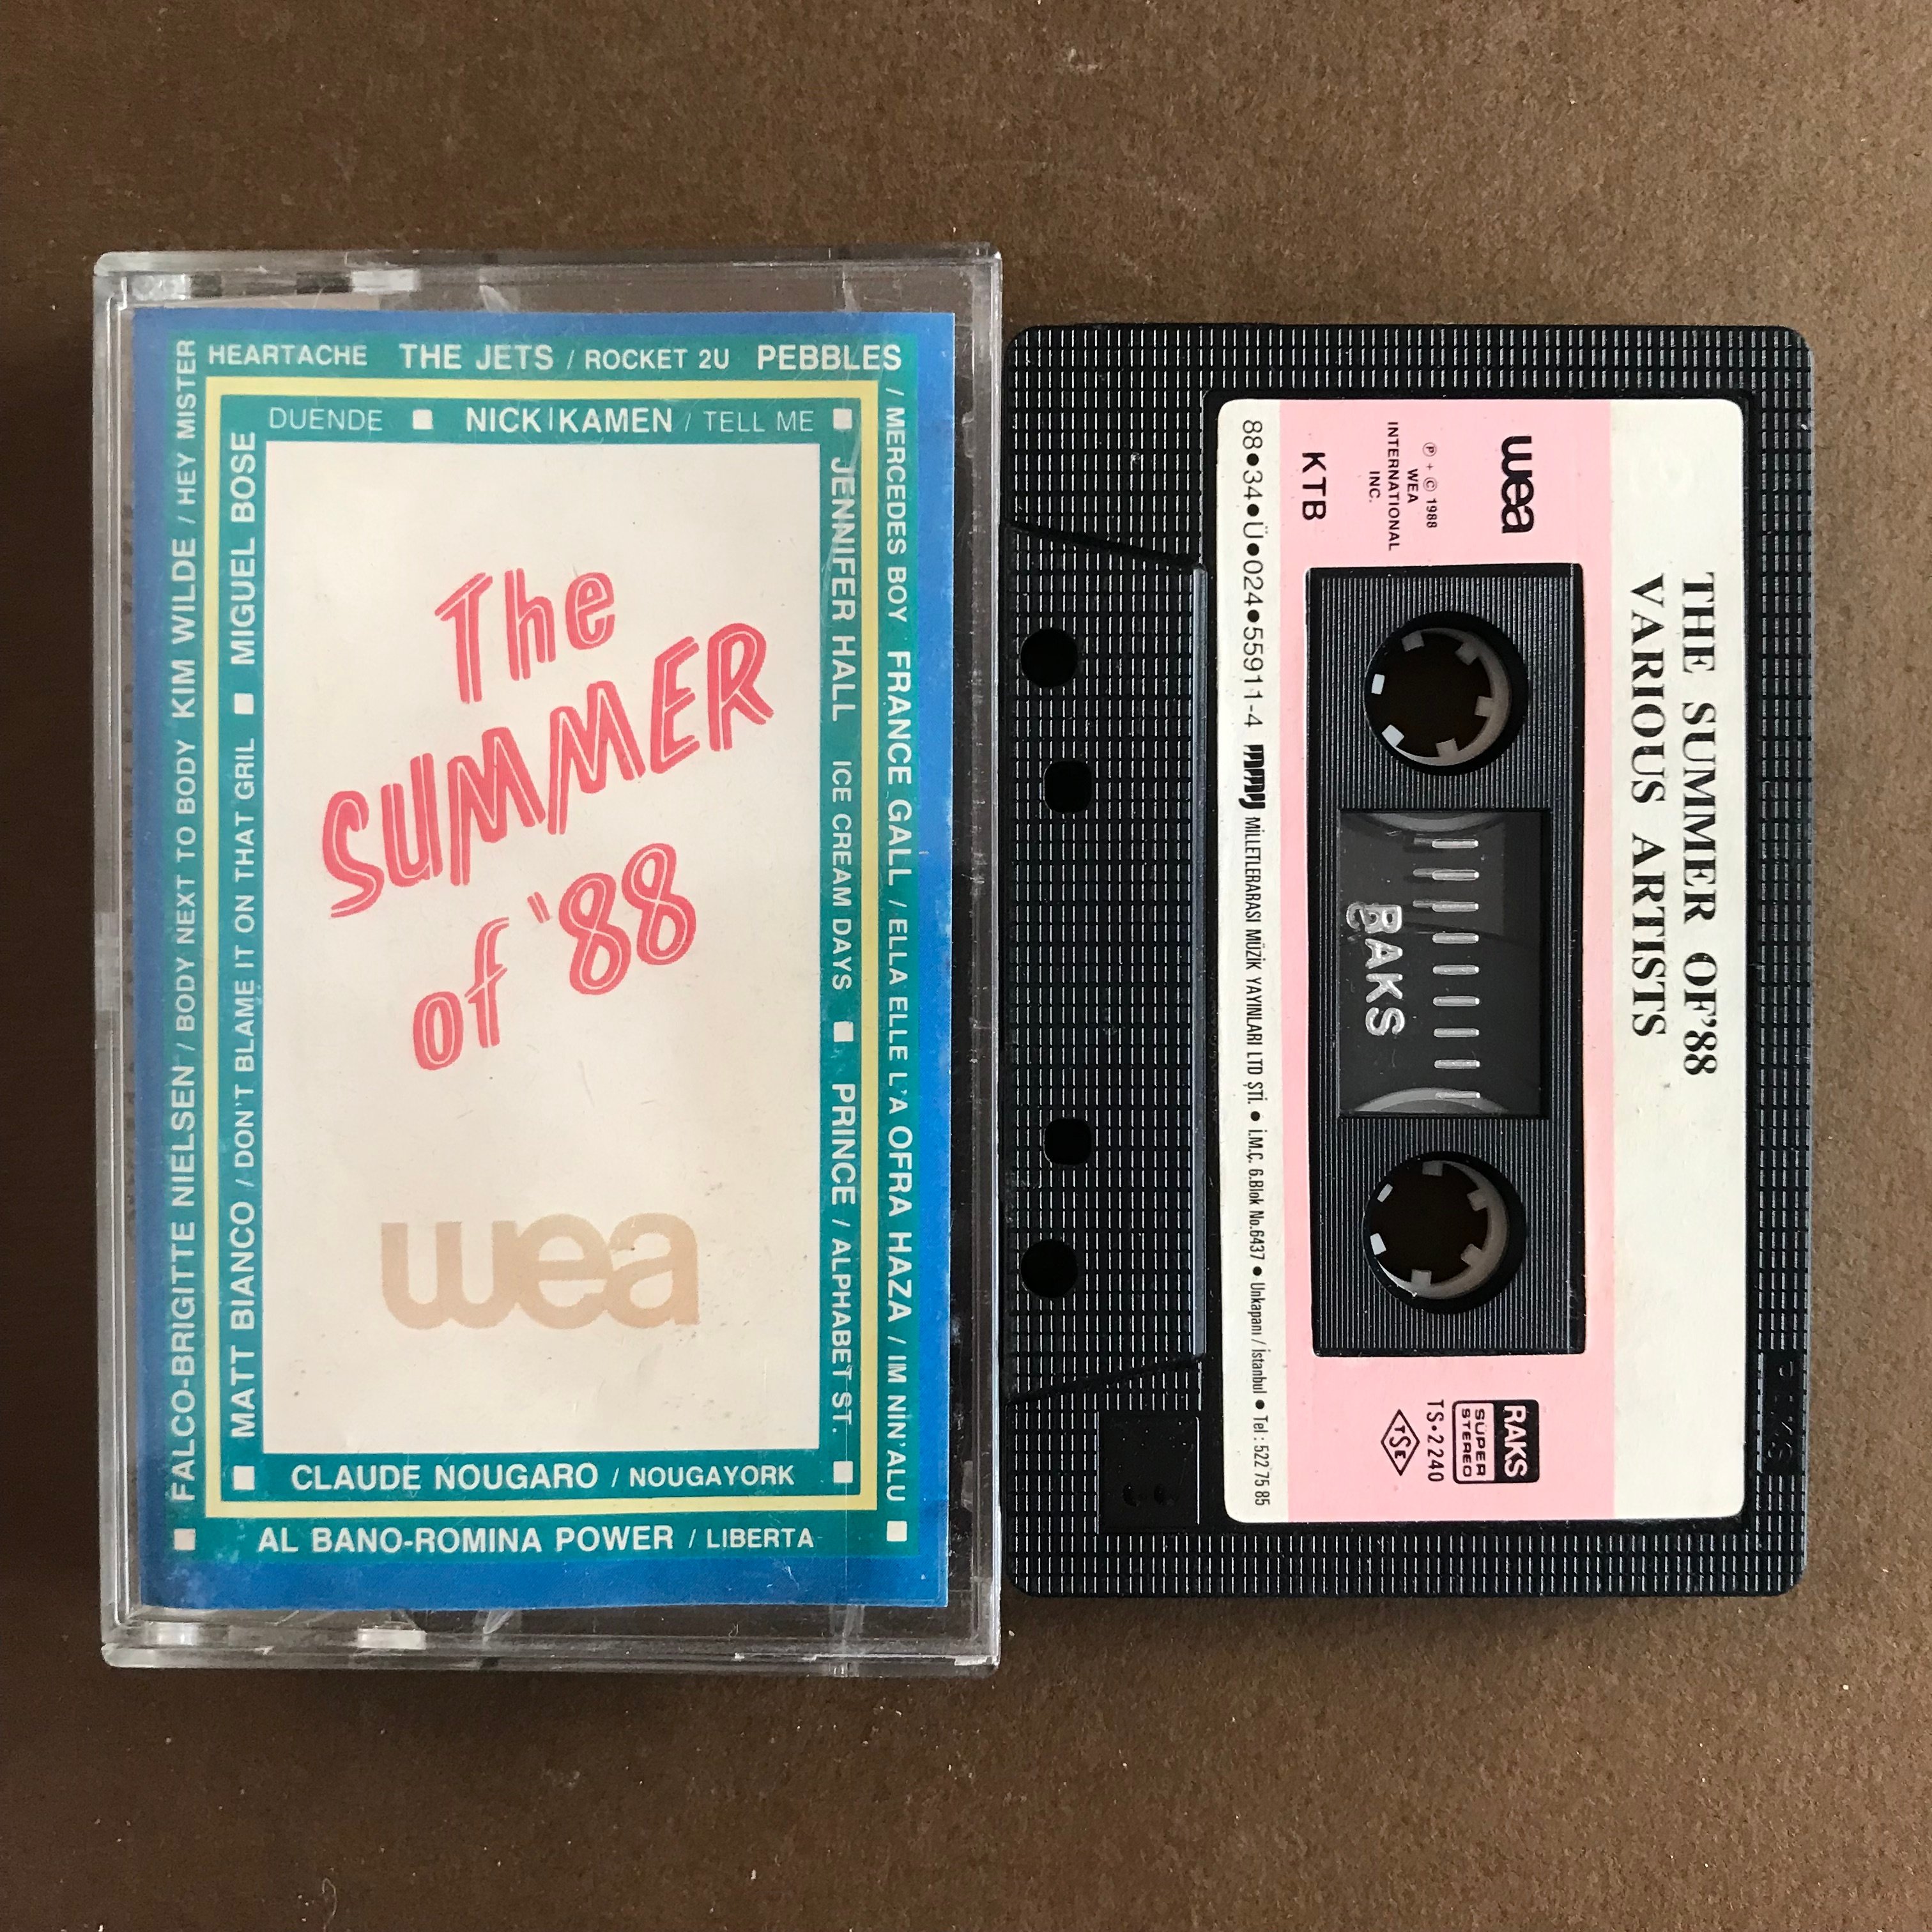 HEARTACHE THE JETS / ROCKET 2U PEBBLES
/ MERCEDES BOY FRANCE GALL / ELLA ELLE L'A OFRA HAZA / IM NİN'ALU
AL BANO-ROMINA POWER / LIBERTA
FALCO-BRIGITTE NIELSEN / BODY NEXT TO BODY KIM WILDE / HEY MISTER
DUENDE NICK KAMEN / TELL ME
JENNIFER HALL ICE CREAM DAYS PRINCE / ALPHABET ST.
CLAUDE NOUGARO / NOUGAYORK
MATT BIANCO / DON'T BLAME IT ON THAT GRIL MIGUEL BOSE
The
SUMMER
of '88
wea
THE SUMMER OF'88
VARIOUS ARTISTS
wea
℗ + © 1988
WEA
INTERNATIONAL
INC.
KTB
RAKS
RAKS
SUPER
STEREO
TS•2240
TSE
88•34•Ü•024•55911-4 mmy MİLLETLERARASI MÜZİK YAYINLARI LTD ŞTİ. • İ.M.Ç. 6.Blok No.6437 • Unkapanı / İstanbul • Tel : 522 75 85